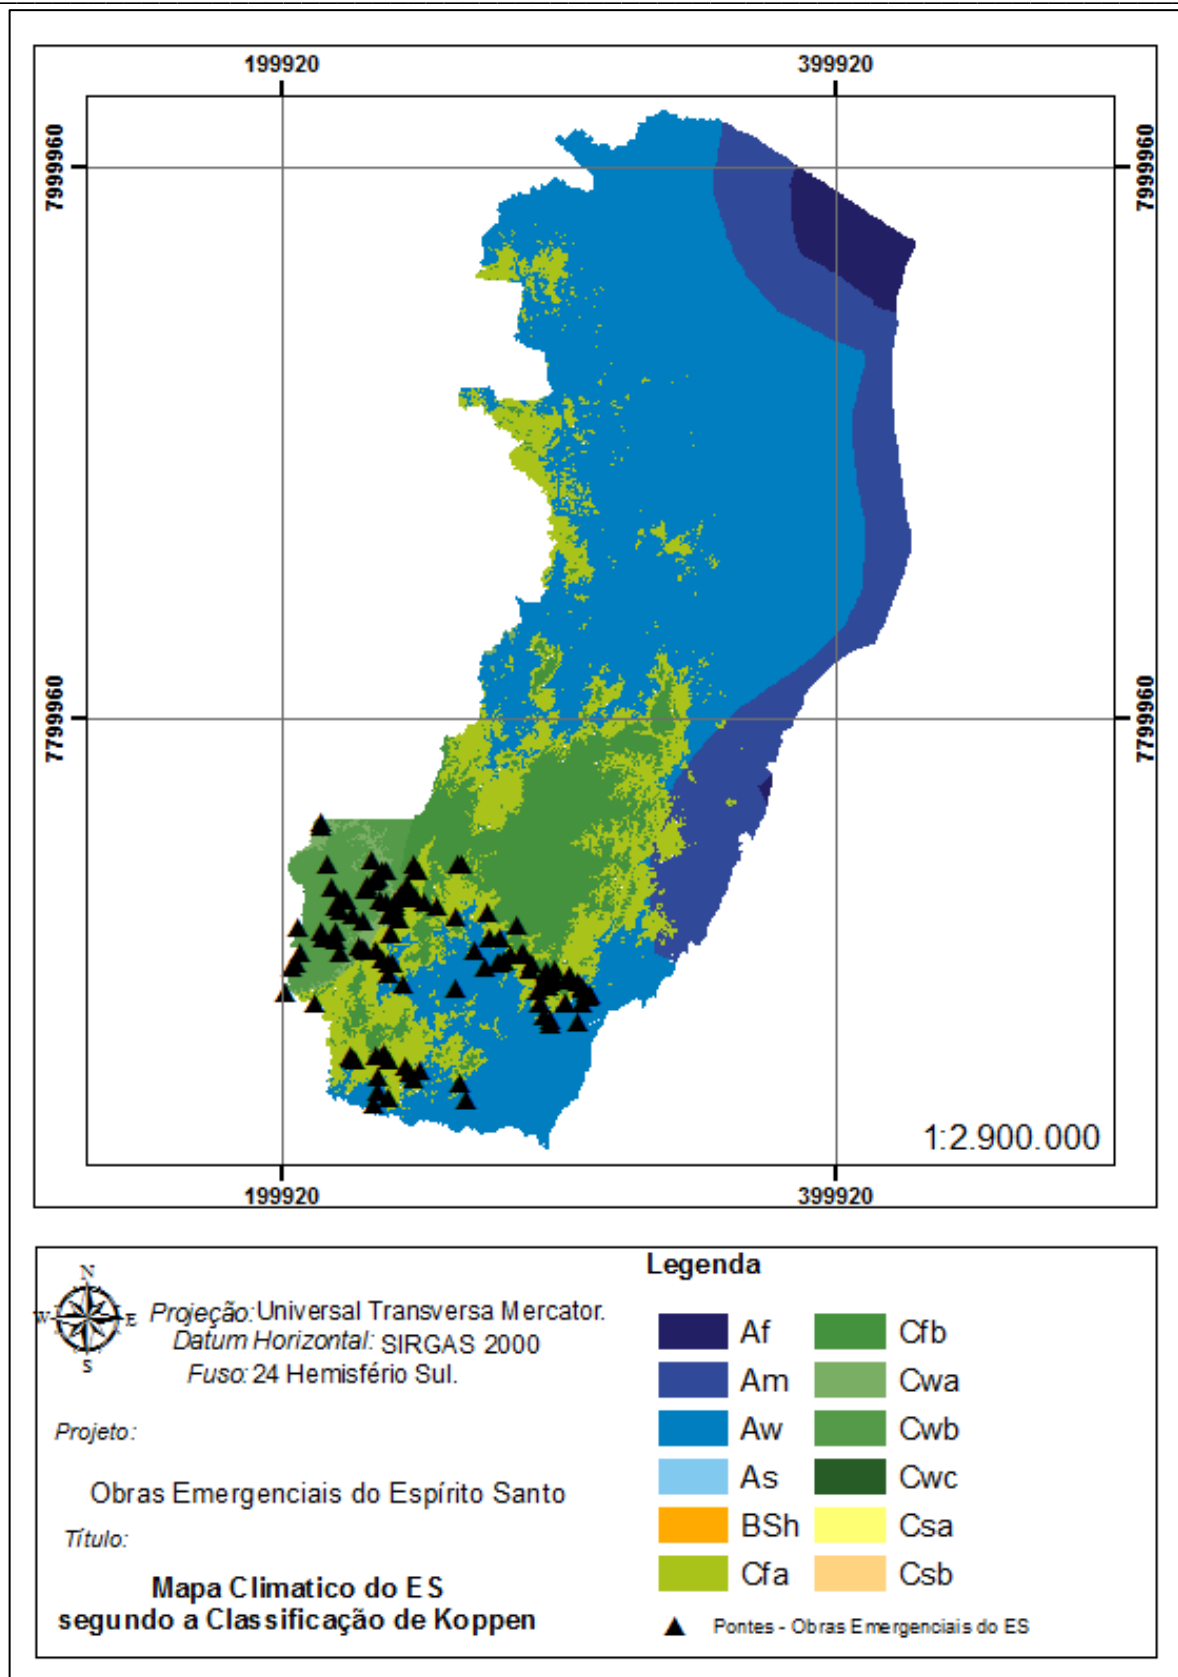 199920 399920
7999960 7999960
7799960 7799960
1:2.900.000
199920 399920
N
W E
S
Projeção: Universal Transversa Mercator.
Datum Horizontal: SIRGAS 2000
Fuso: 24 Hemisfério Sul.
Projeto:
Obras Emergenciais do Espírito Santo
Título:
Mapa Climatico do ES
segundo a Classificação de Koppen
Legenda
Af Cfb
Am Cwa
Aw Cwb
As Cwc
BSh Csa
Cfa Csb
Pontes - Obras Emergenciais do ES